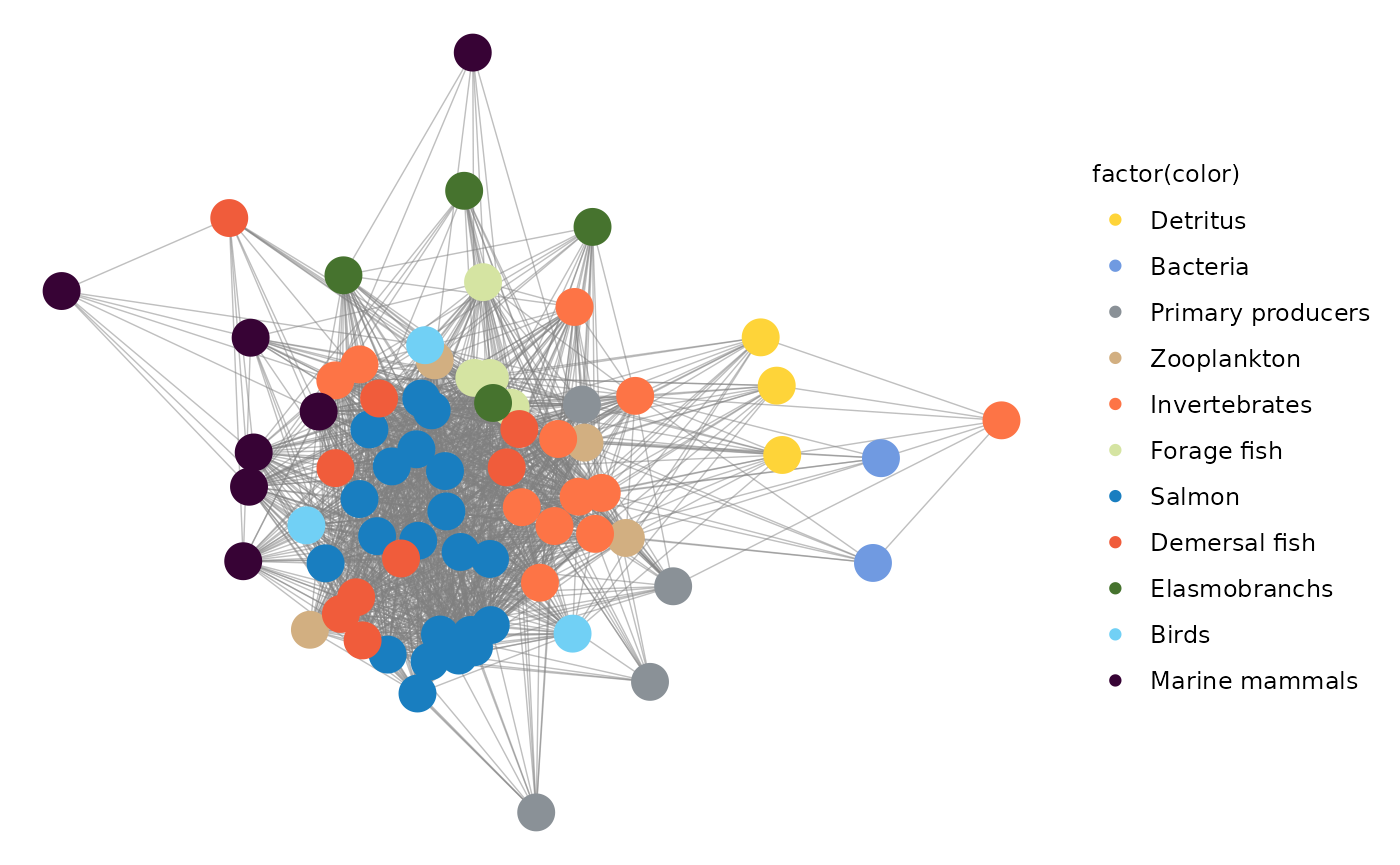 factor(color)
Detritus
Bacteria
Primary producers
Zooplankton
Invertebrates
Forage fish
Salmon
Demersal fish
Elasmobranchs
Birds
Marine mammals